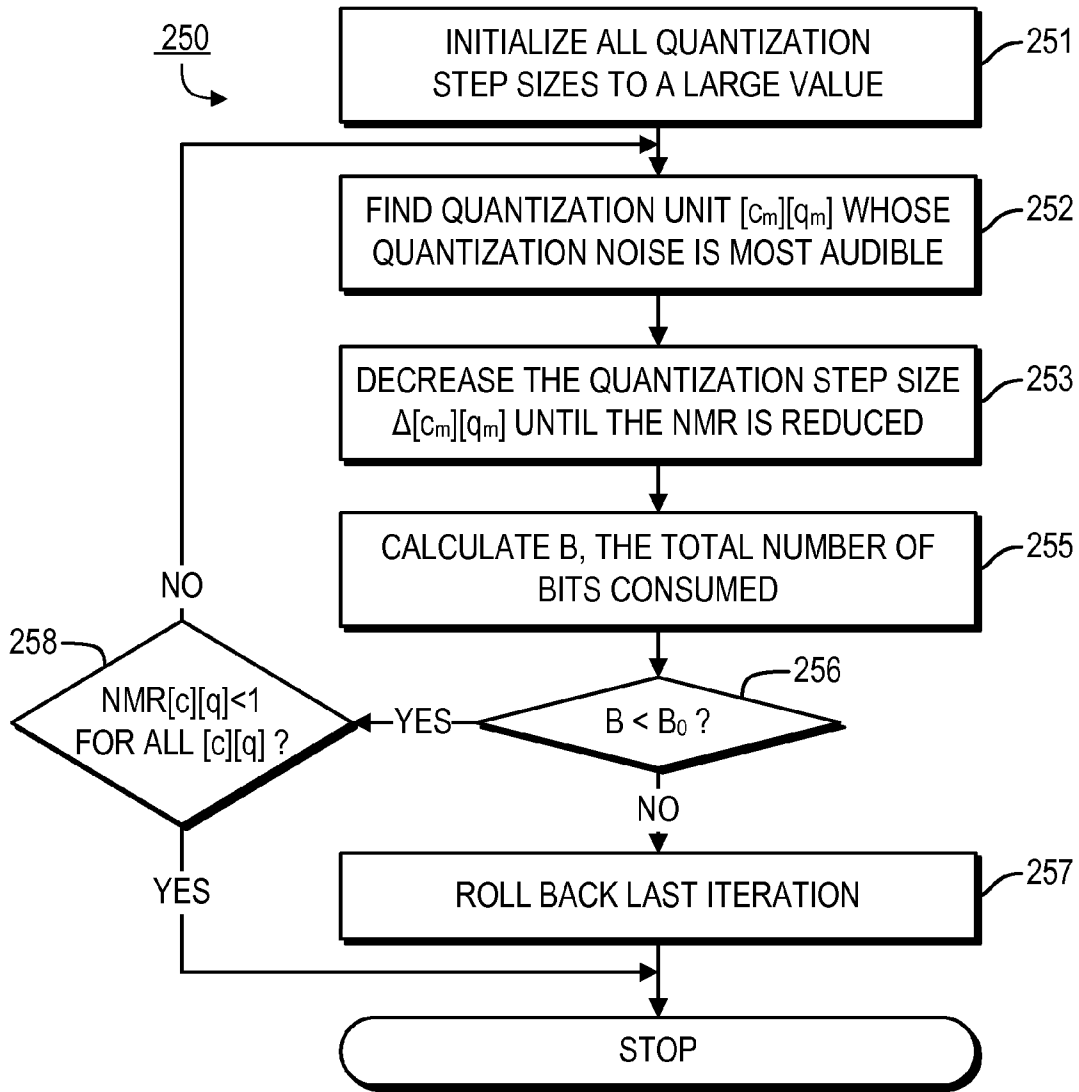 250
INITIALIZE ALL QUANTIZATION
STEP SIZES TO A LARGE VALUE
251
FIND QUANTIZATION UNIT [cm][qm] WHOSE
QUANTIZATION NOISE IS MOST AUDIBLE
252
DECREASE THE QUANTIZATION STEP SIZE
Δ[cm][qm] UNTIL THE NMR IS REDUCED
253
CALCULATE B, THE TOTAL NUMBER OF
BITS CONSUMED
255
NO
258
NMR[c][q]<1
FOR ALL [c][q] ?
YES
B < B₀ ?
256
NO
YES
ROLL BACK LAST ITERATION
257
STOP